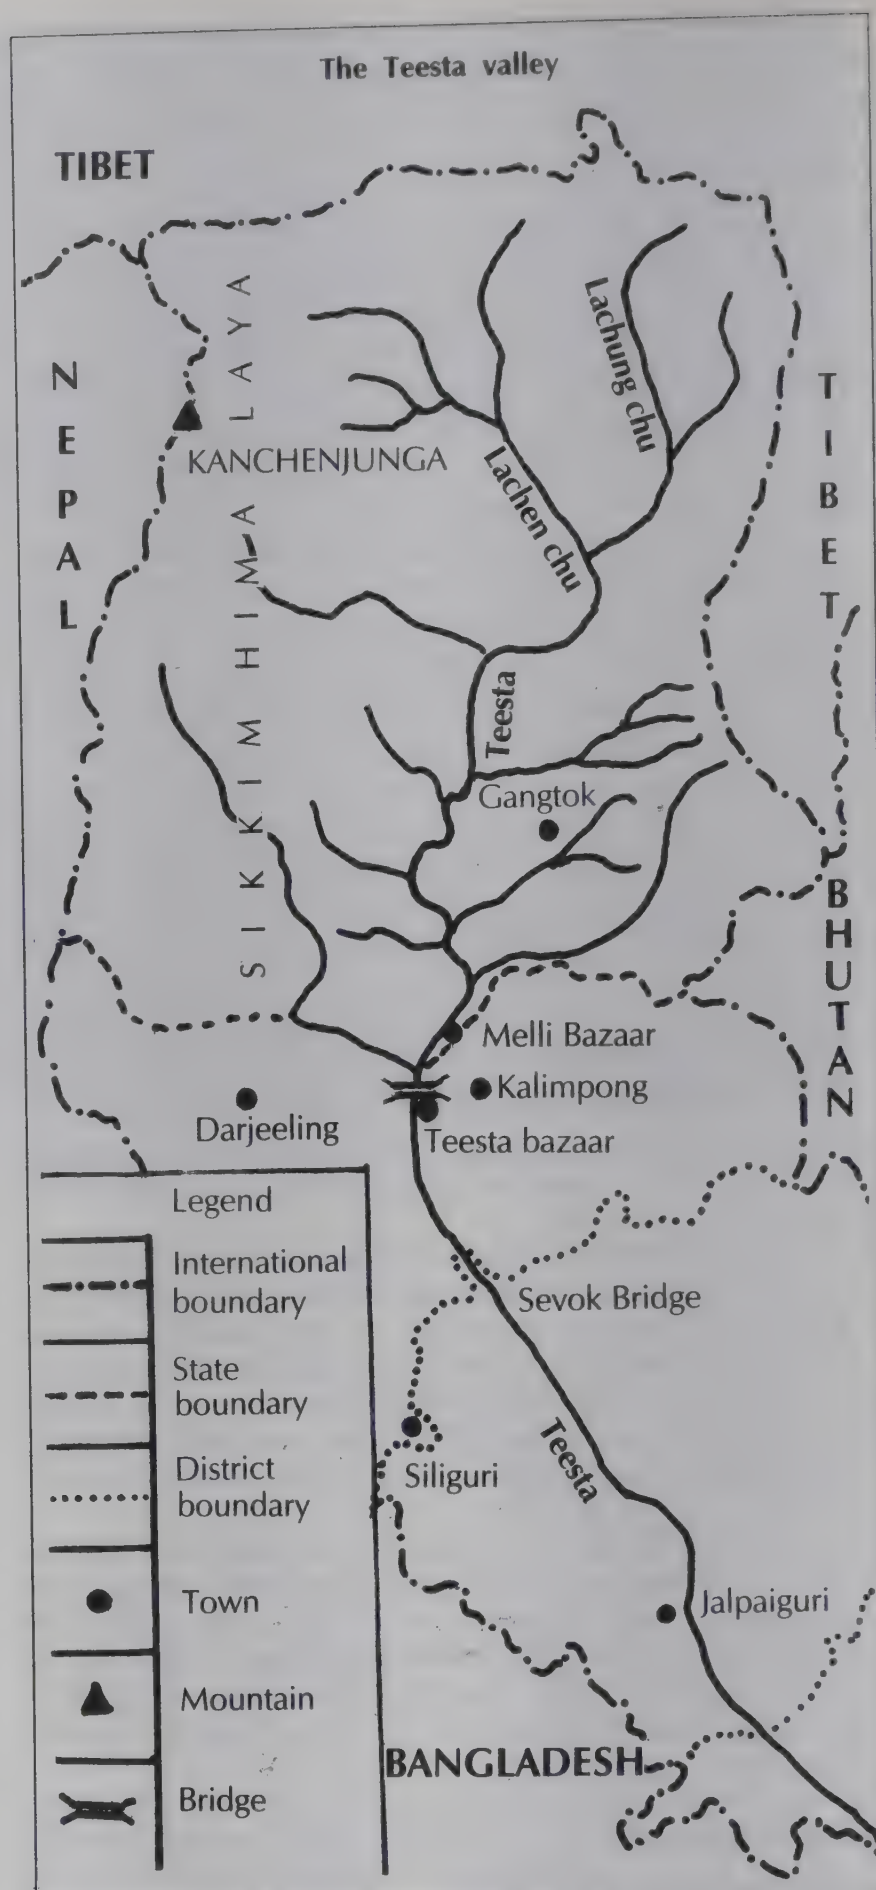 The Teesta valley
TIBET
NEPAL
SIKKIM HIMALAYA
KANCHENJUNGA
Lachung chu
Lachen chu
TIBET
Teesta
Gangtok
BHUTAN
Melli Bazaar
Kalimpong
Darjeeling
Teesta bazaar
Sevok Bridge
Teesta
Siliguri
Jalpaiguri
BANGLADESH
Legend
International
boundary
State
boundary
District
boundary
Town
Mountain
Bridge